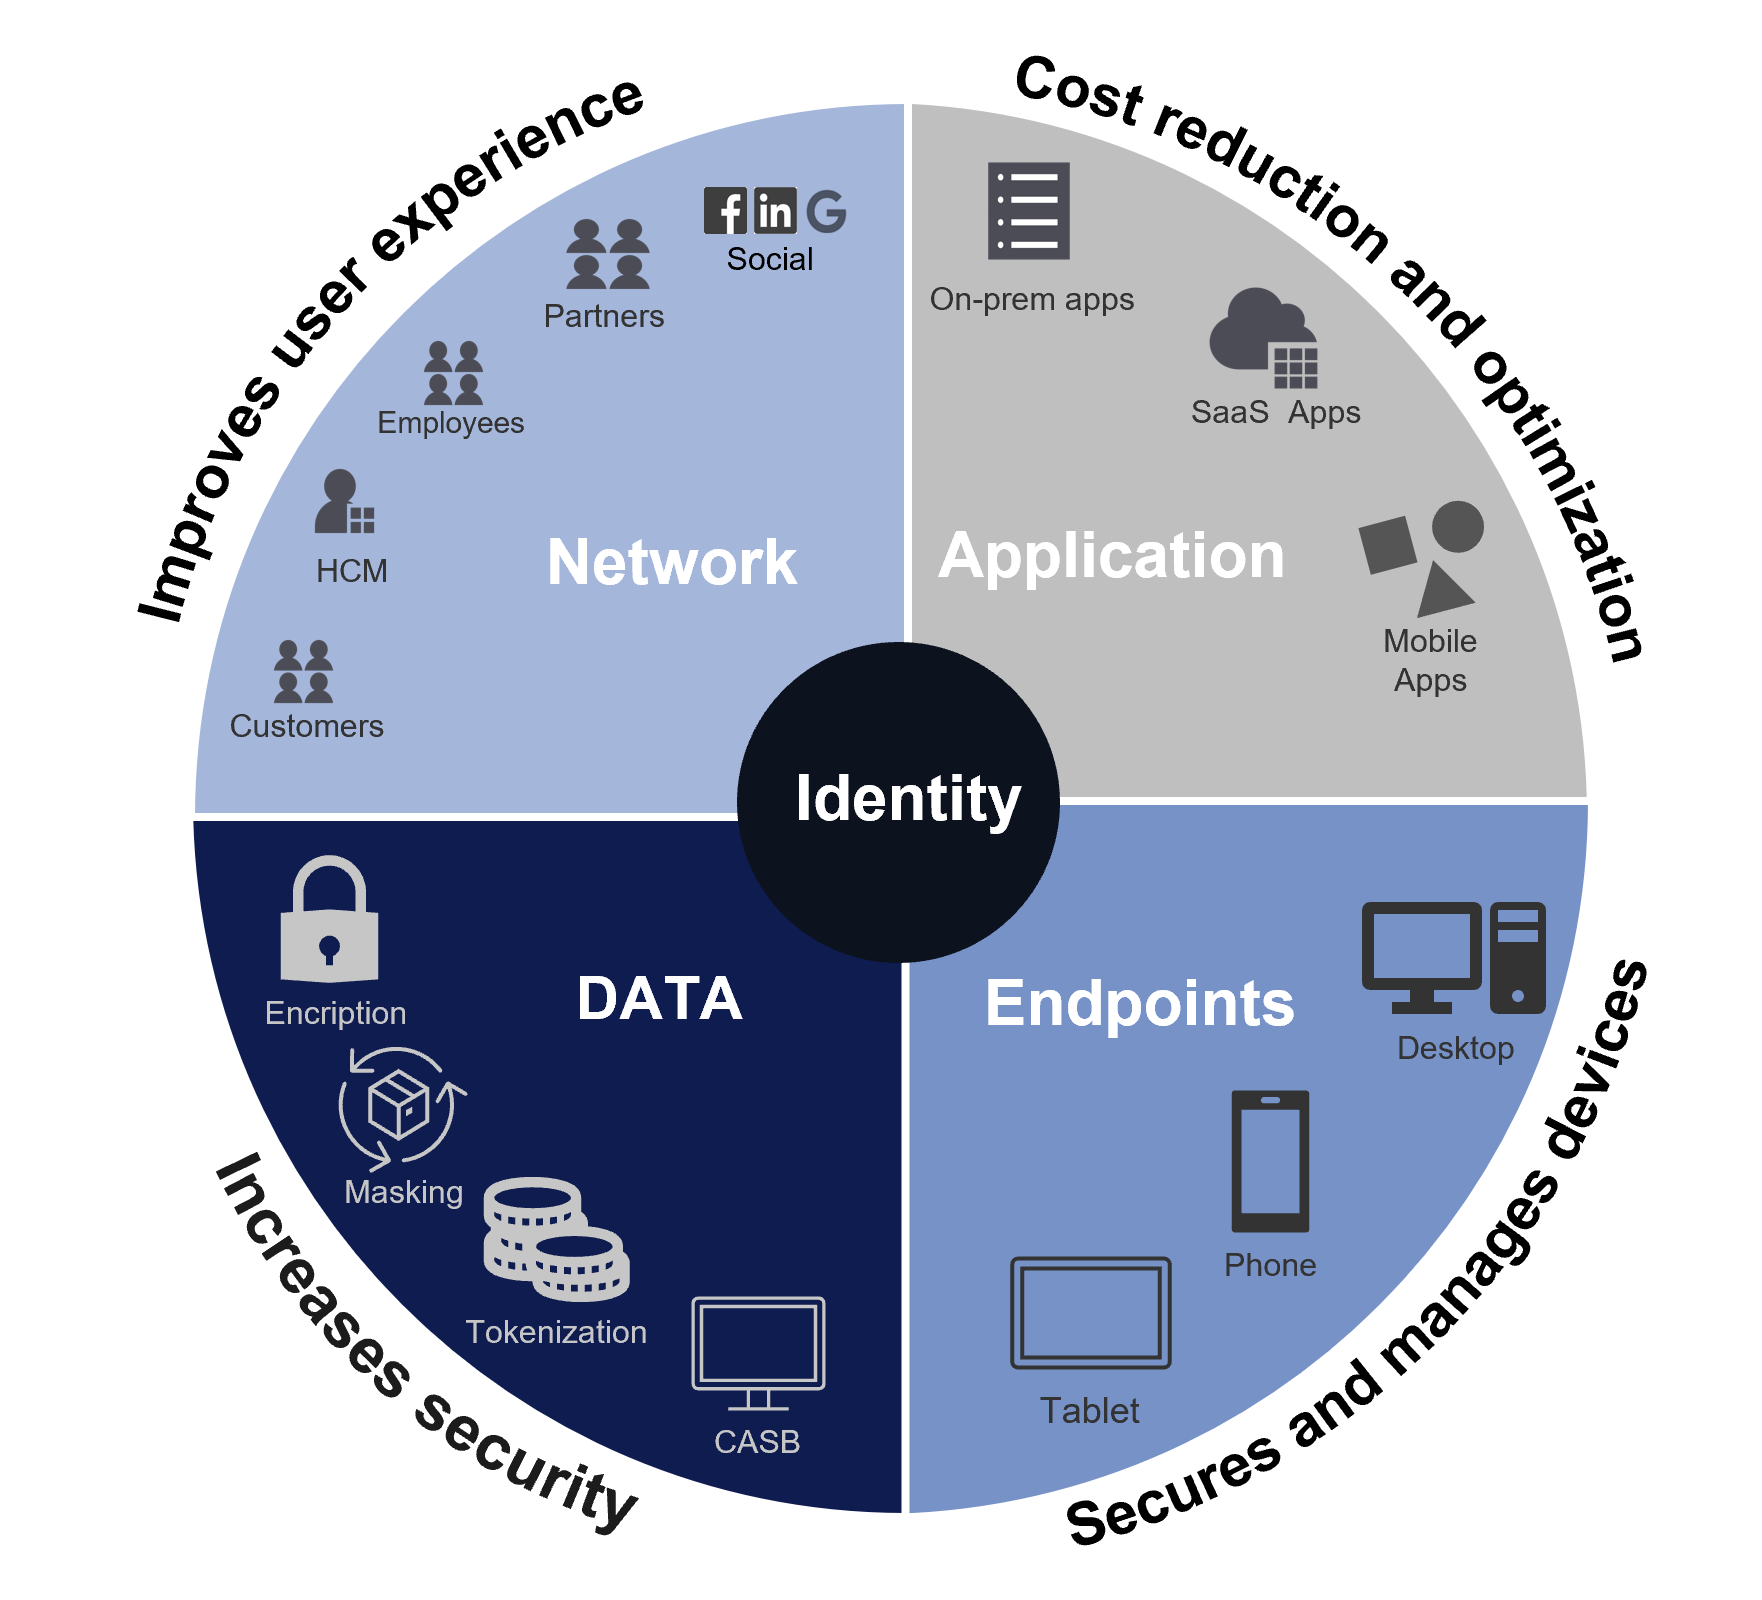 Improves user experience
Cost reduction and optimization
Social
Partners
Employees
HCM
Customers
Network
On-prem apps
SaaS Apps
Mobile
Apps
Application
Identity
Encription
Masking
Tokenization
CASB
DATA
Endpoints
Desktop
Phone
Tablet
Increases security
Secures and manages devices